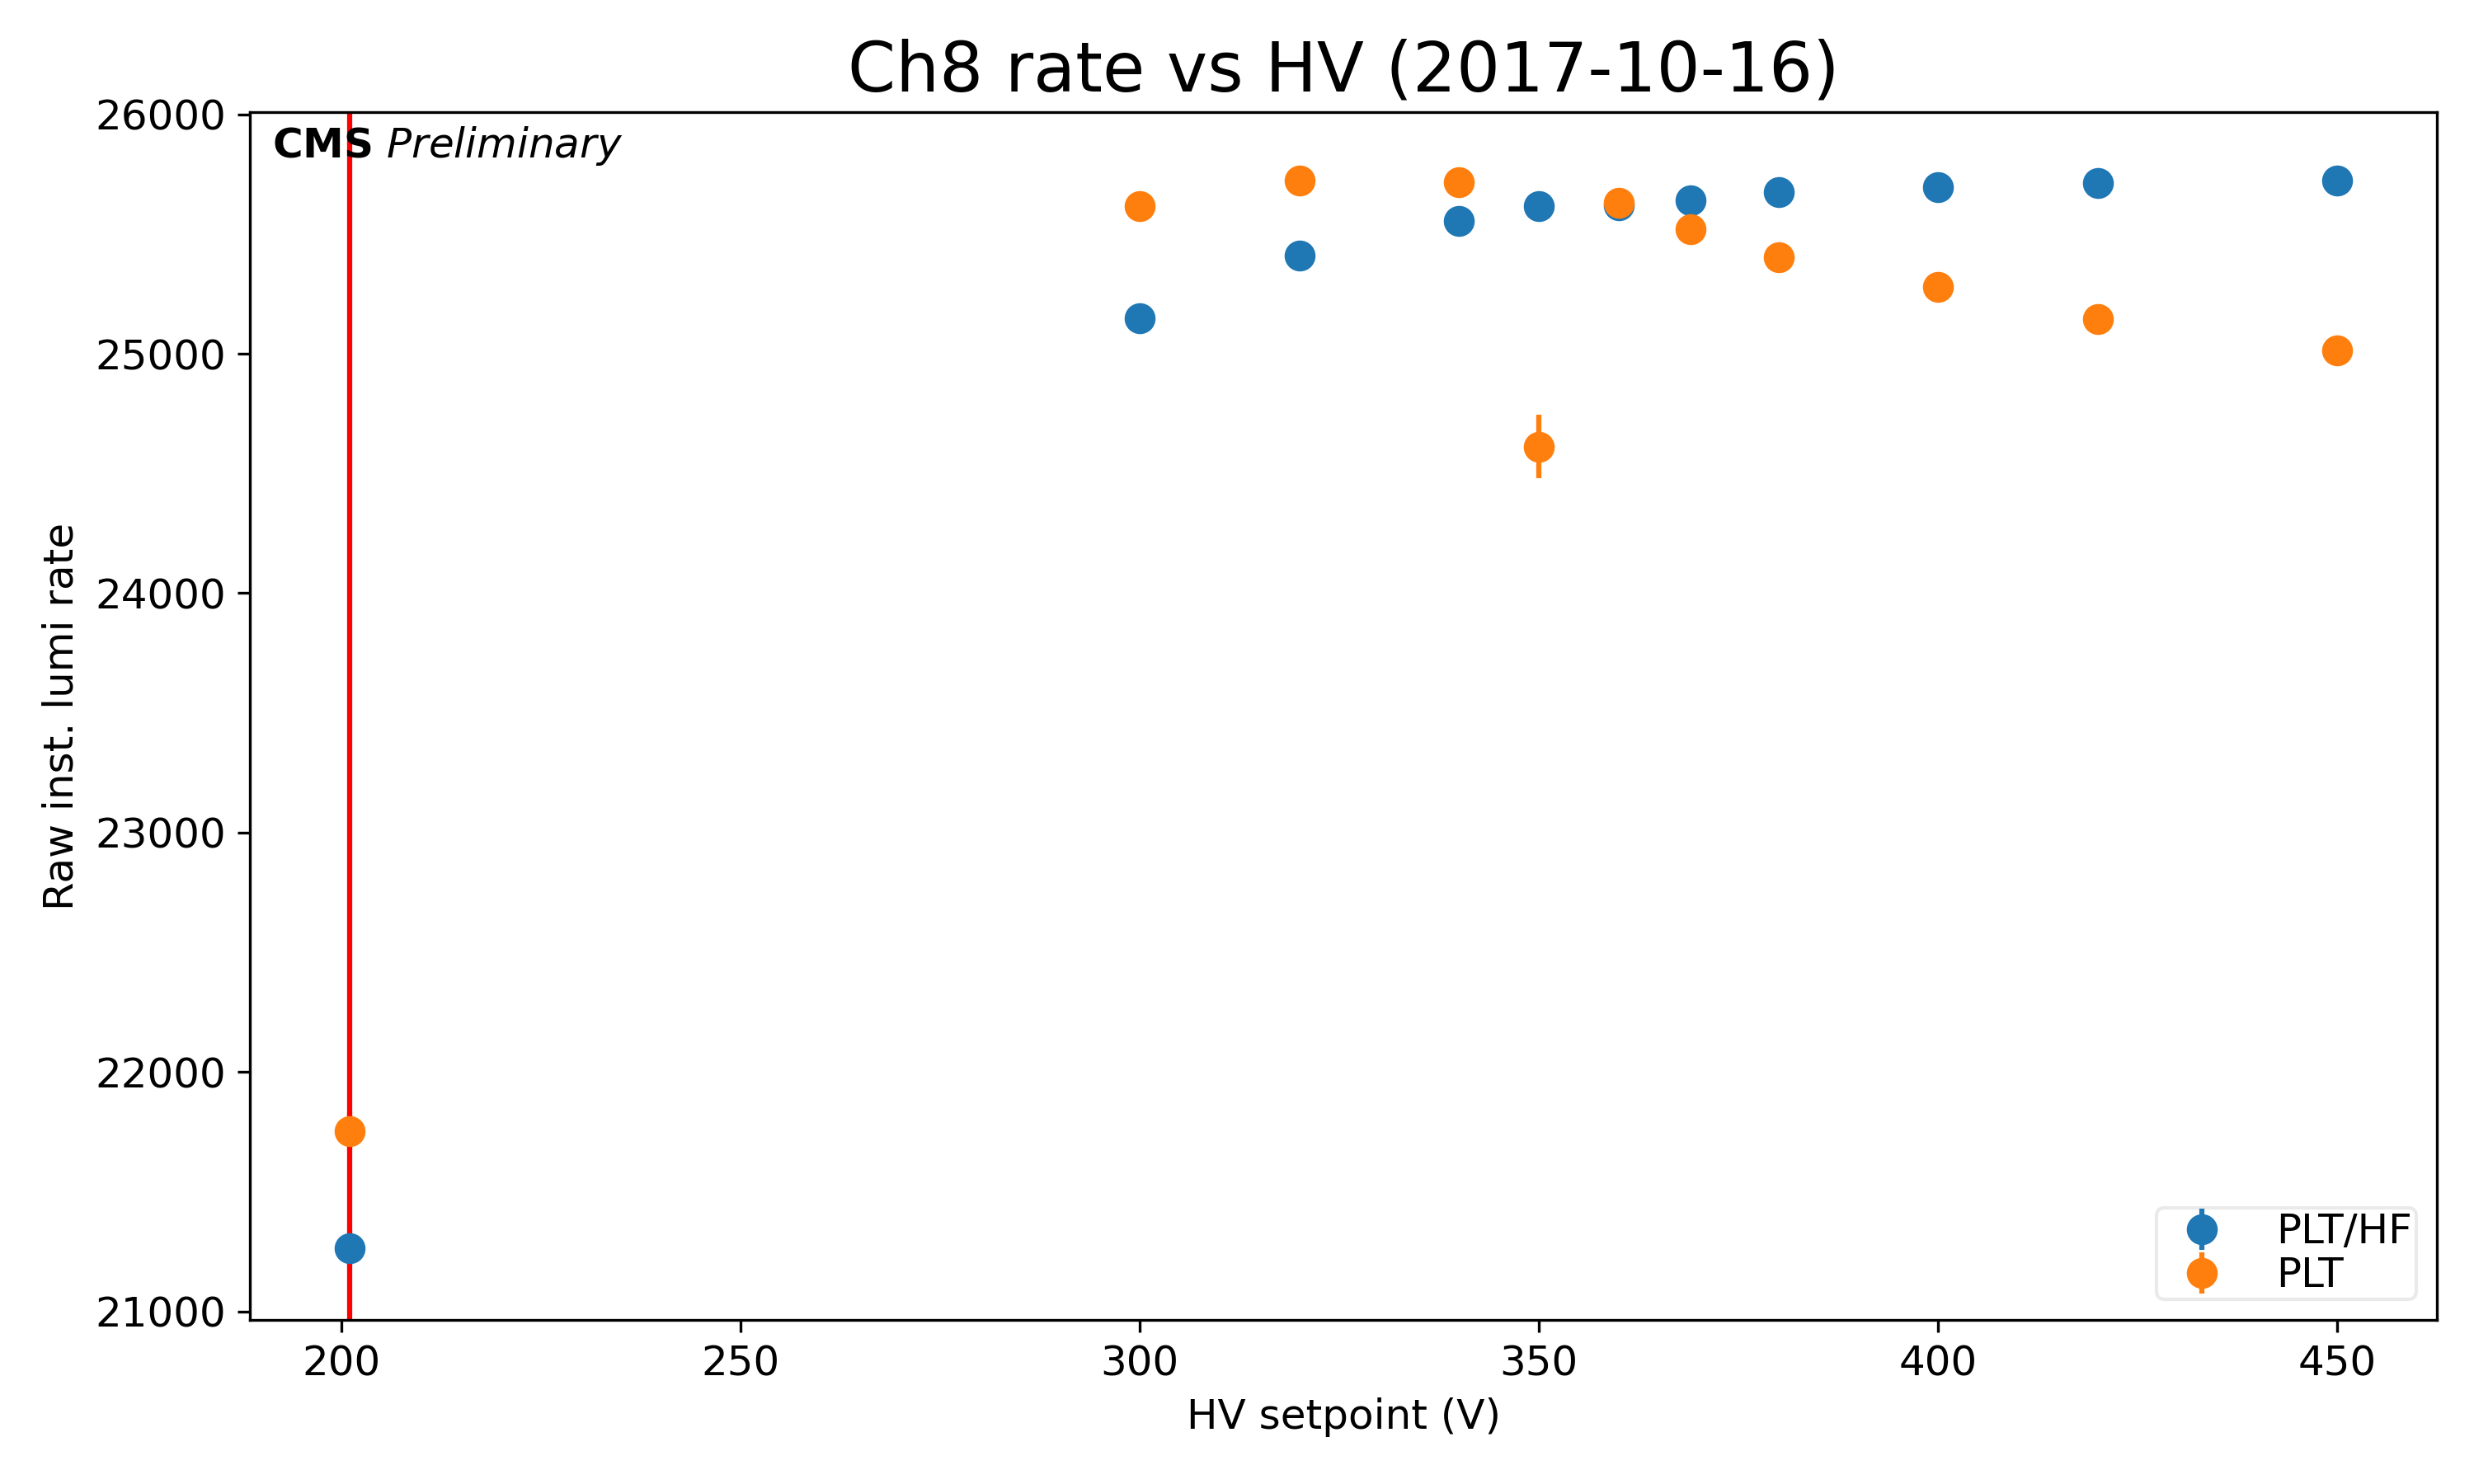 Ch8 rate vs HV (2017-10-16)
CMS Preliminary
26000
25000
24000
23000
22000
21000
Raw inst. lumi rate
PLT/HF
PLT
200 250 300 350 400 450
HV setpoint (V)